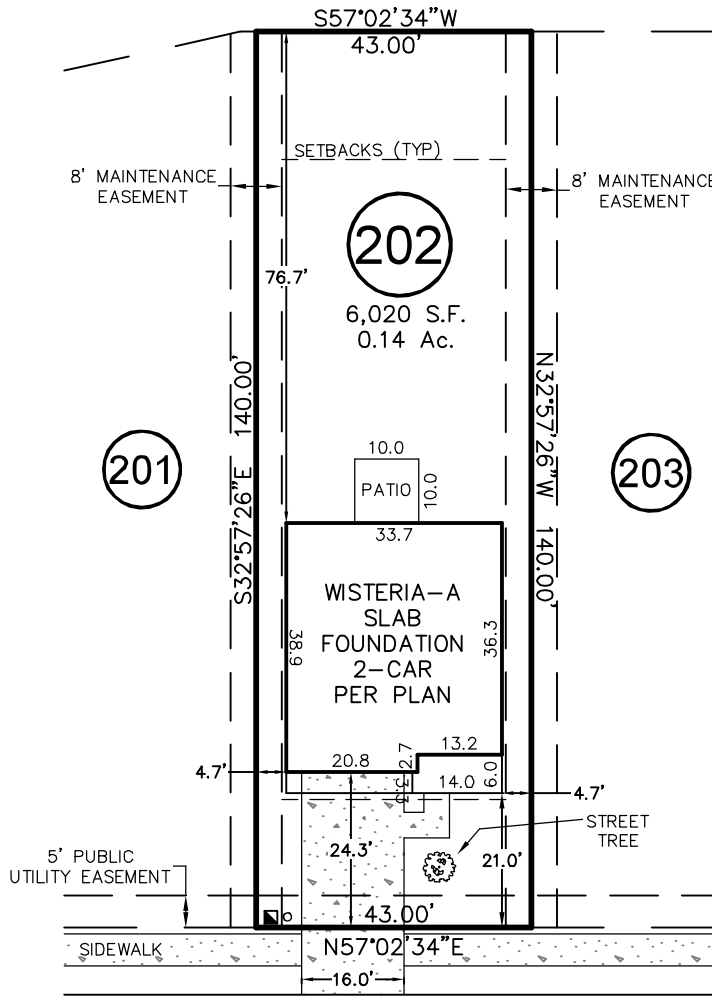 S57°02'34"W
43.00'
SETBACKS (TYP)
8' MAINTENANCE
EASEMENT
8' MAINTENANCE
EASEMENT
202
76.7'
6,020 S.F.
0.14 Ac.
S32°57'26"E 140.00'
N32°57'26"W 140.00'
201
203
10.0
PATIO
10.0
33.7
WISTERIA-A
SLAB
FOUNDATION
2-CAR
PER PLAN
38.9
36.3
20.8
2.7
13.2
4.7'
3.3
14.0
6.0
4.7'
24.3'
21.0'
STREET
TREE
5' PUBLIC
UTILITY EASEMENT
43.00'
SIDEWALK
N57°02'34"E
16.0'